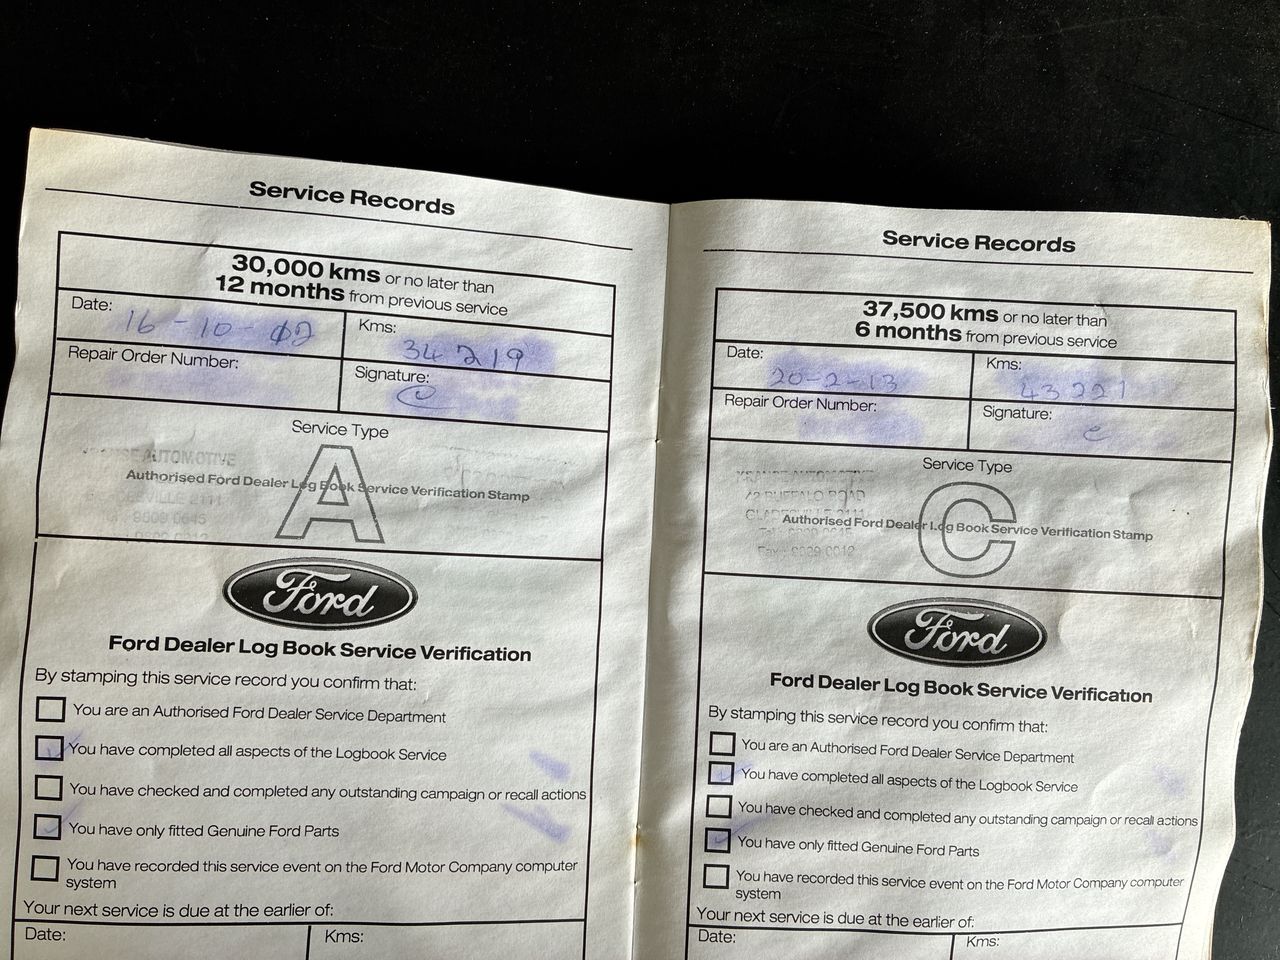 Service Records
30,000 kms or no later than
12 months from previous service
Date: 16-10-
Kms: 34 219
Repair Order Number:
Signature:
Service Type
AUTOMOTIVE
A
Authorised Ford Dealer Log Book Service Verification Stamp
Ford
Ford Dealer Log Book Service Verification
By stamping this service record you confirm that:
You are an Authorised Ford Dealer Service Department
You have completed all aspects of the Logbook Service
You have checked and completed any outstanding campaign or recall actions
You have only fitted Genuine Ford Parts
You have recorded this service event on the Ford Motor Company computer
system
Your next service is due at the earlier of:
Date:
Kms:
Service Records
37,500 kms or no later than
6 months from previous service
Date: 20-2-13
Kms: 43 221
Repair Order Number:
Signature:
Service Type
BUFFALO ROAD
C
Authorised Ford Dealer Log Book Service Verification Stamp
Ford
Ford Dealer Log Book Service Verification
By stamping this service record you confirm that:
You are an Authorised Ford Dealer Service Department
You have completed all aspects of the Logbook Service
You have checked and completed any outstanding campaign or recall actions
You have only fitted Genuine Ford Parts
You have recorded this service event on the Ford Motor Company computer
system
Your next service is due at the earlier of:
Date:
Kms: